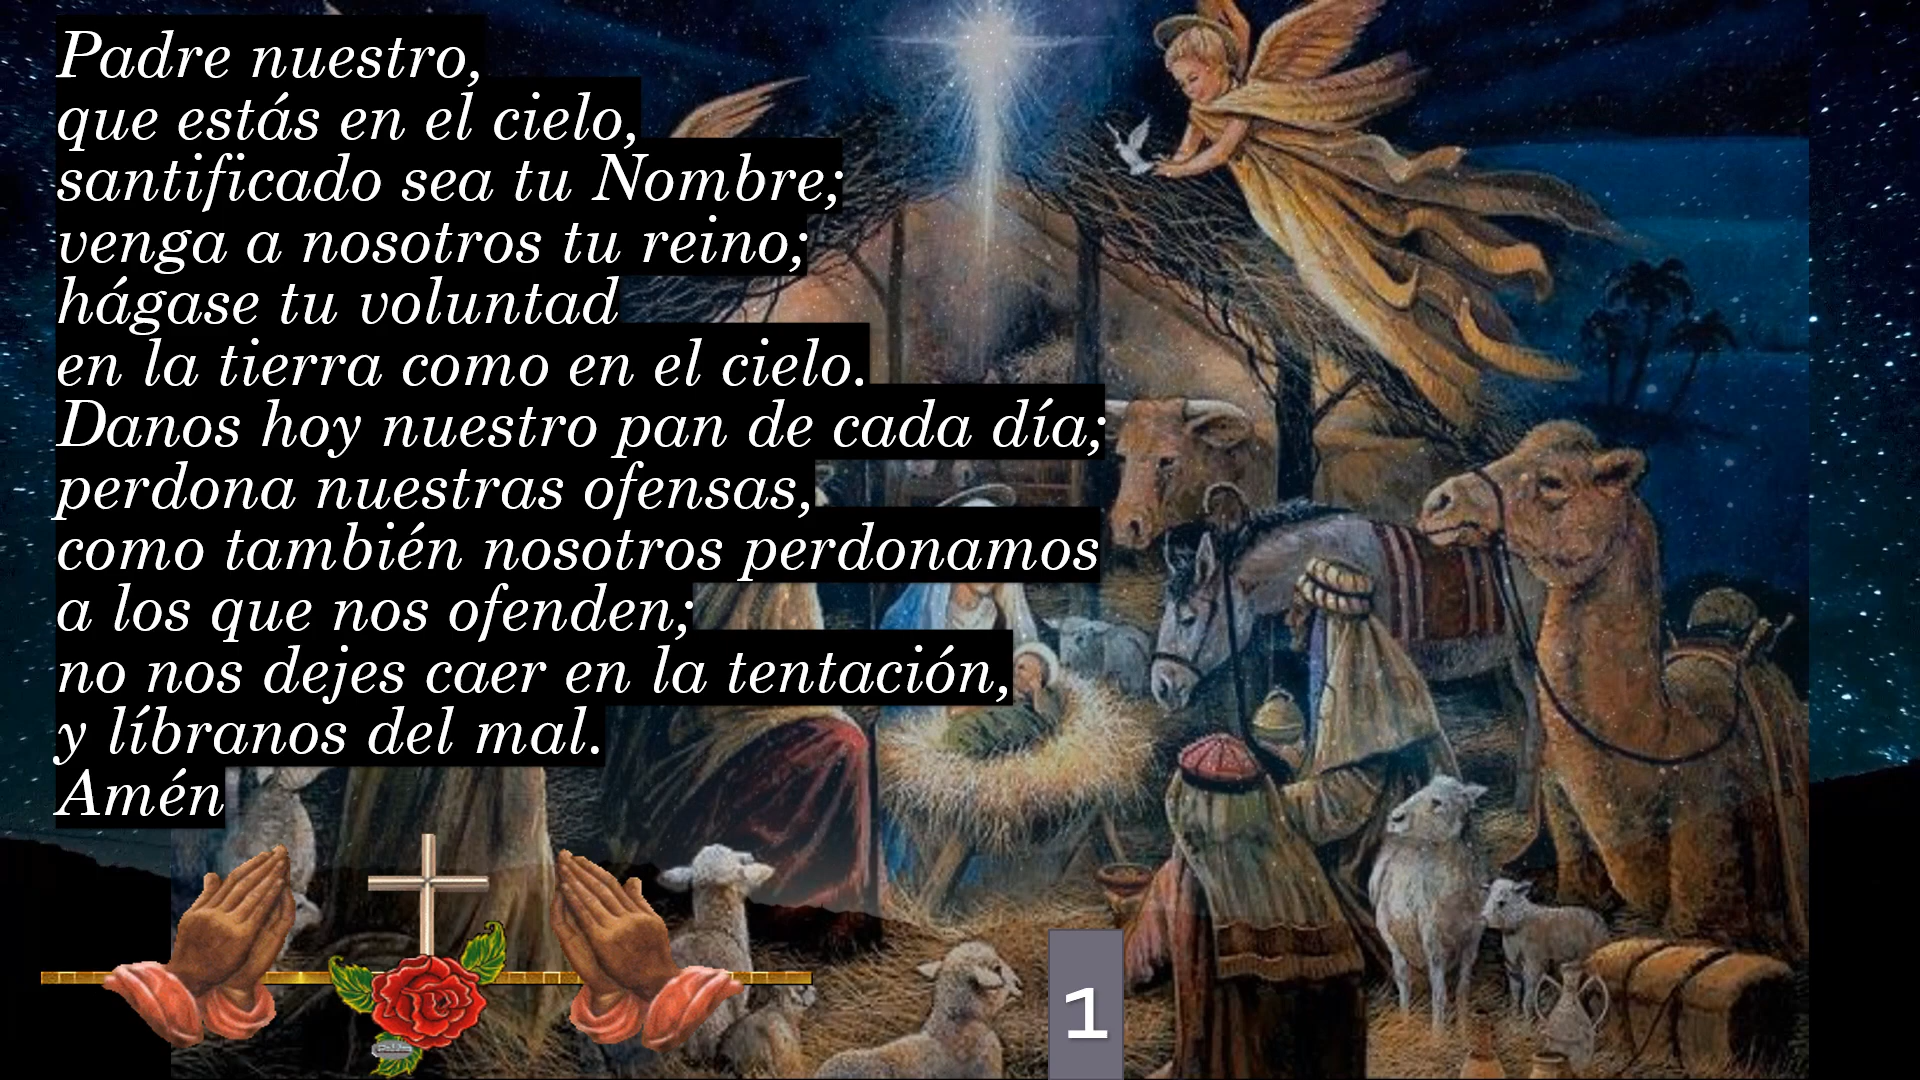 Padre nuestro,
que estás en el cielo,
santificado sea tu Nombre;
venga a nosotros tu reino;
hágase tu voluntad
en la tierra como en el cielo.
Danos hoy nuestro pan de cada día;
perdona nuestras ofensas,
como también nosotros perdonamos
a los que nos ofenden;
no nos dejes caer en la tentación,
y líbranos del mal.
Amén
1